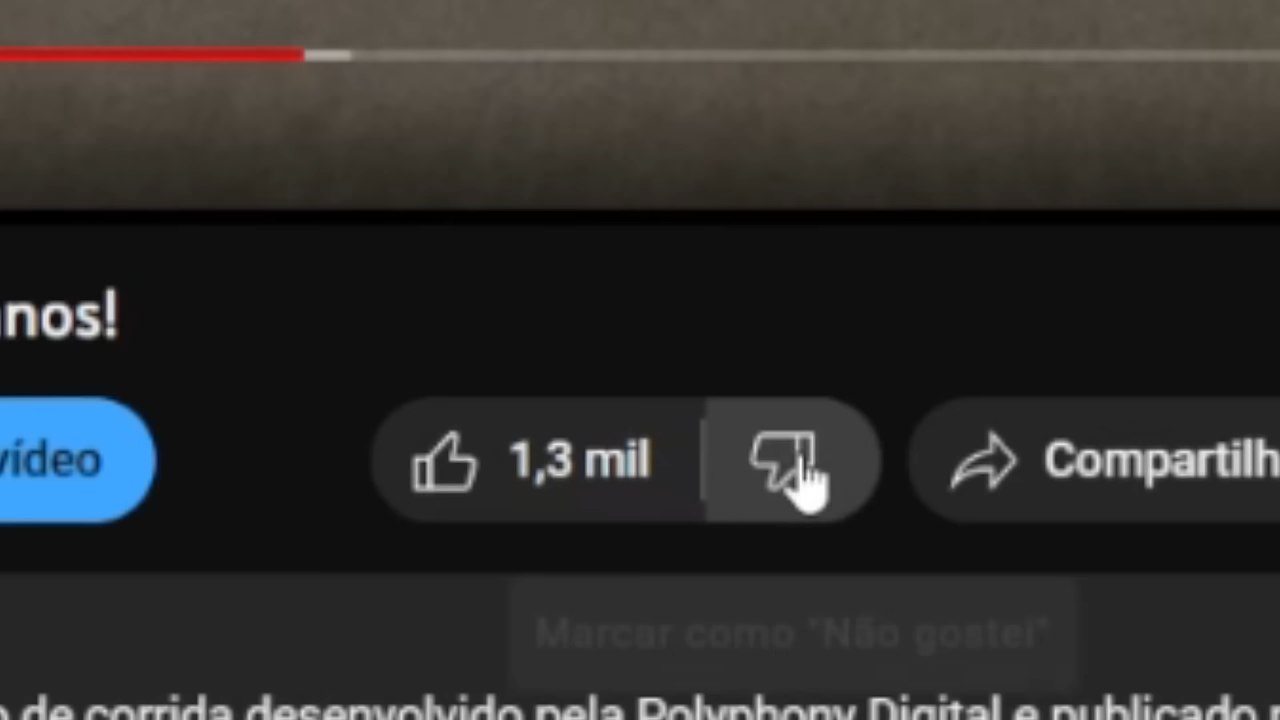 nos!
vídeo
1,3 mil
Compartilh
Marcar como "Não gostei"
de corrida desenvolvido pela Polyphony Digital e publicado